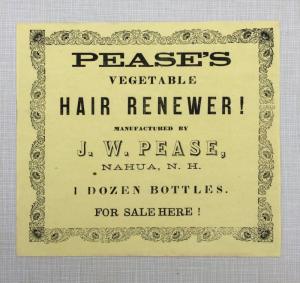 PEASE'S
VEGETABLE
HAIR RENEWER!
MANUFACTURED BY
J. W. PEASE,
NAHUA, N. H.
1 DOZEN BOTTLES.
FOR SALE HERE!